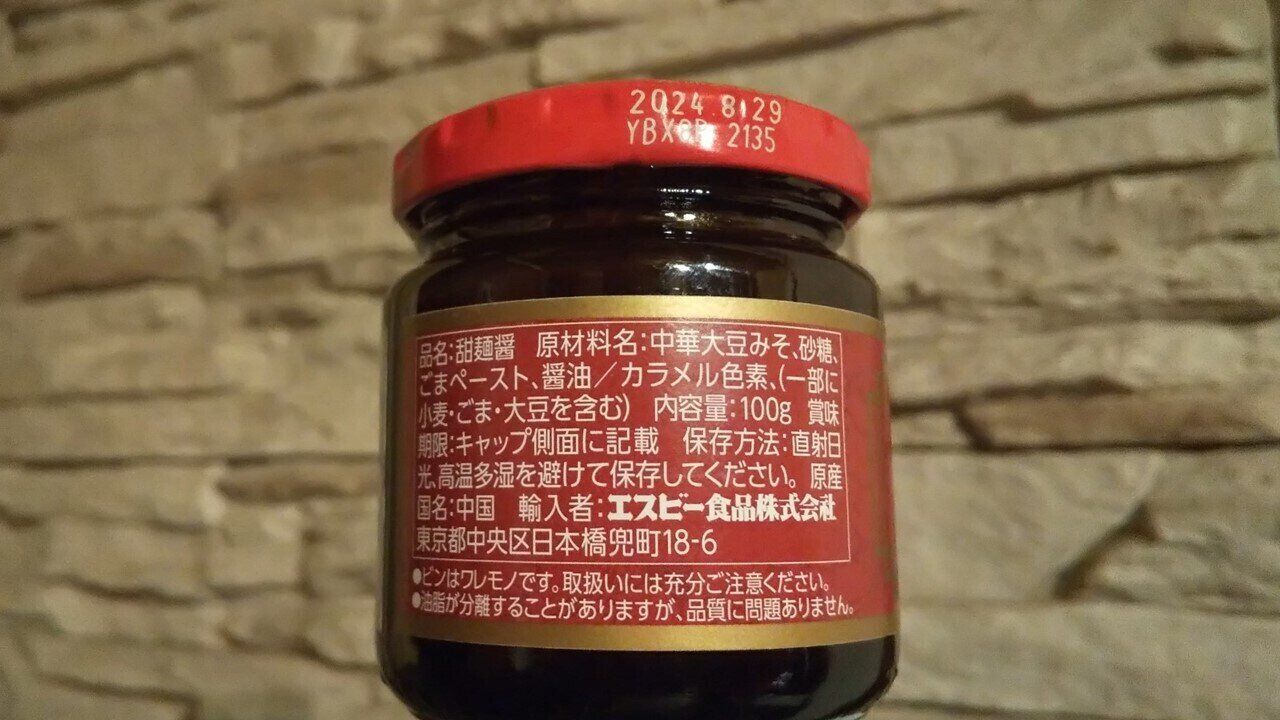 2024.8.29
2135
品名:甜麺醤 原材料名:中華大豆みそ、砂糖、
ごまペースト、醤油／カラメル色素、(一部に
小麦・ごま・大豆を含む) 内容量:100g 賞味
期限:キャップ側面に記載 保存方法:直射日
光、高温多湿を避けて保存してください。 原産
国名:中国 輸入者:エスビー食品株式会社
東京都中央区日本橋兜町18-6
●ビンはワレモノです。取扱いには充分ご注意ください。
●油脂が分離することがありますが、品質に問題ありません。